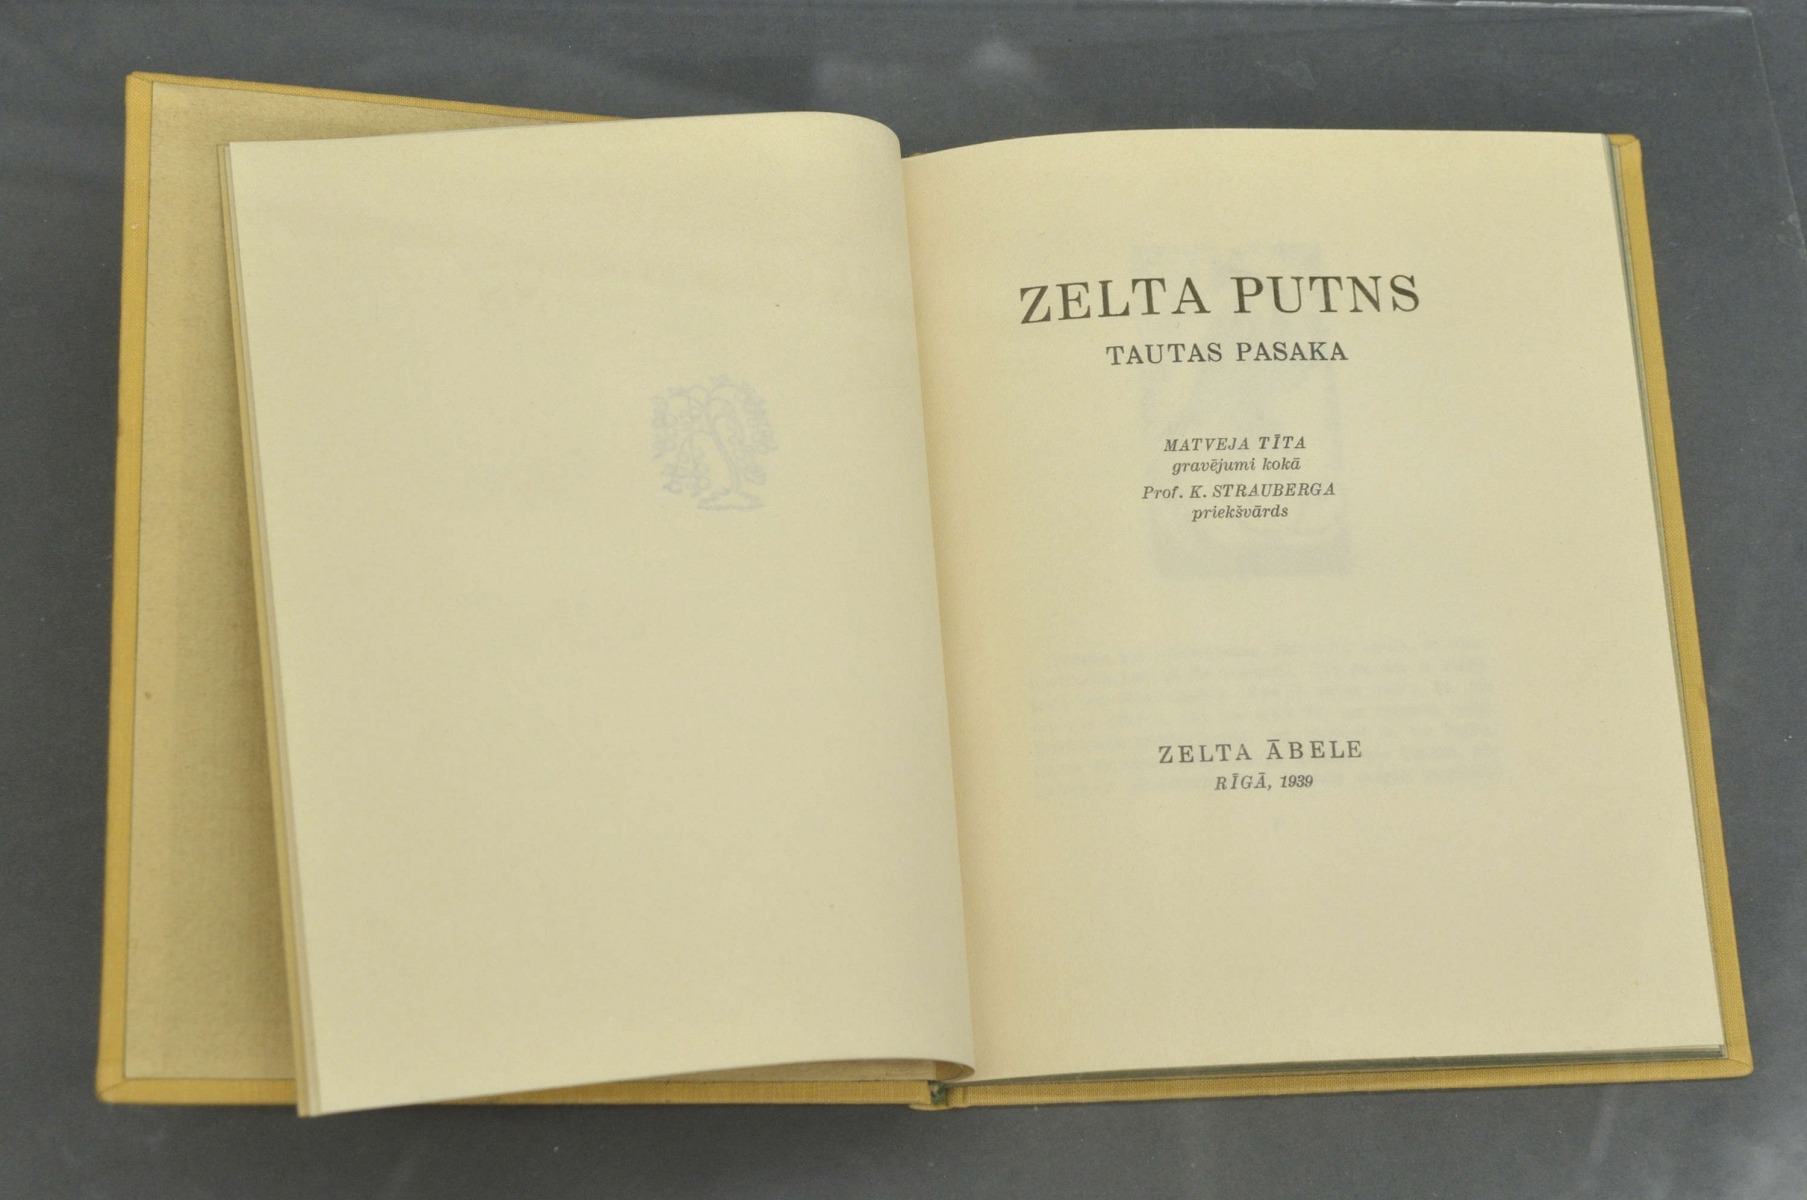 ZELTA PUTNS
TAUTAS PASAKA
MATVEJA TĪTA
gravējumi kokā
Prof. K. STRAUBERGA
priekšvārds
ZELTA ĀBELE
RĪGĀ, 1939